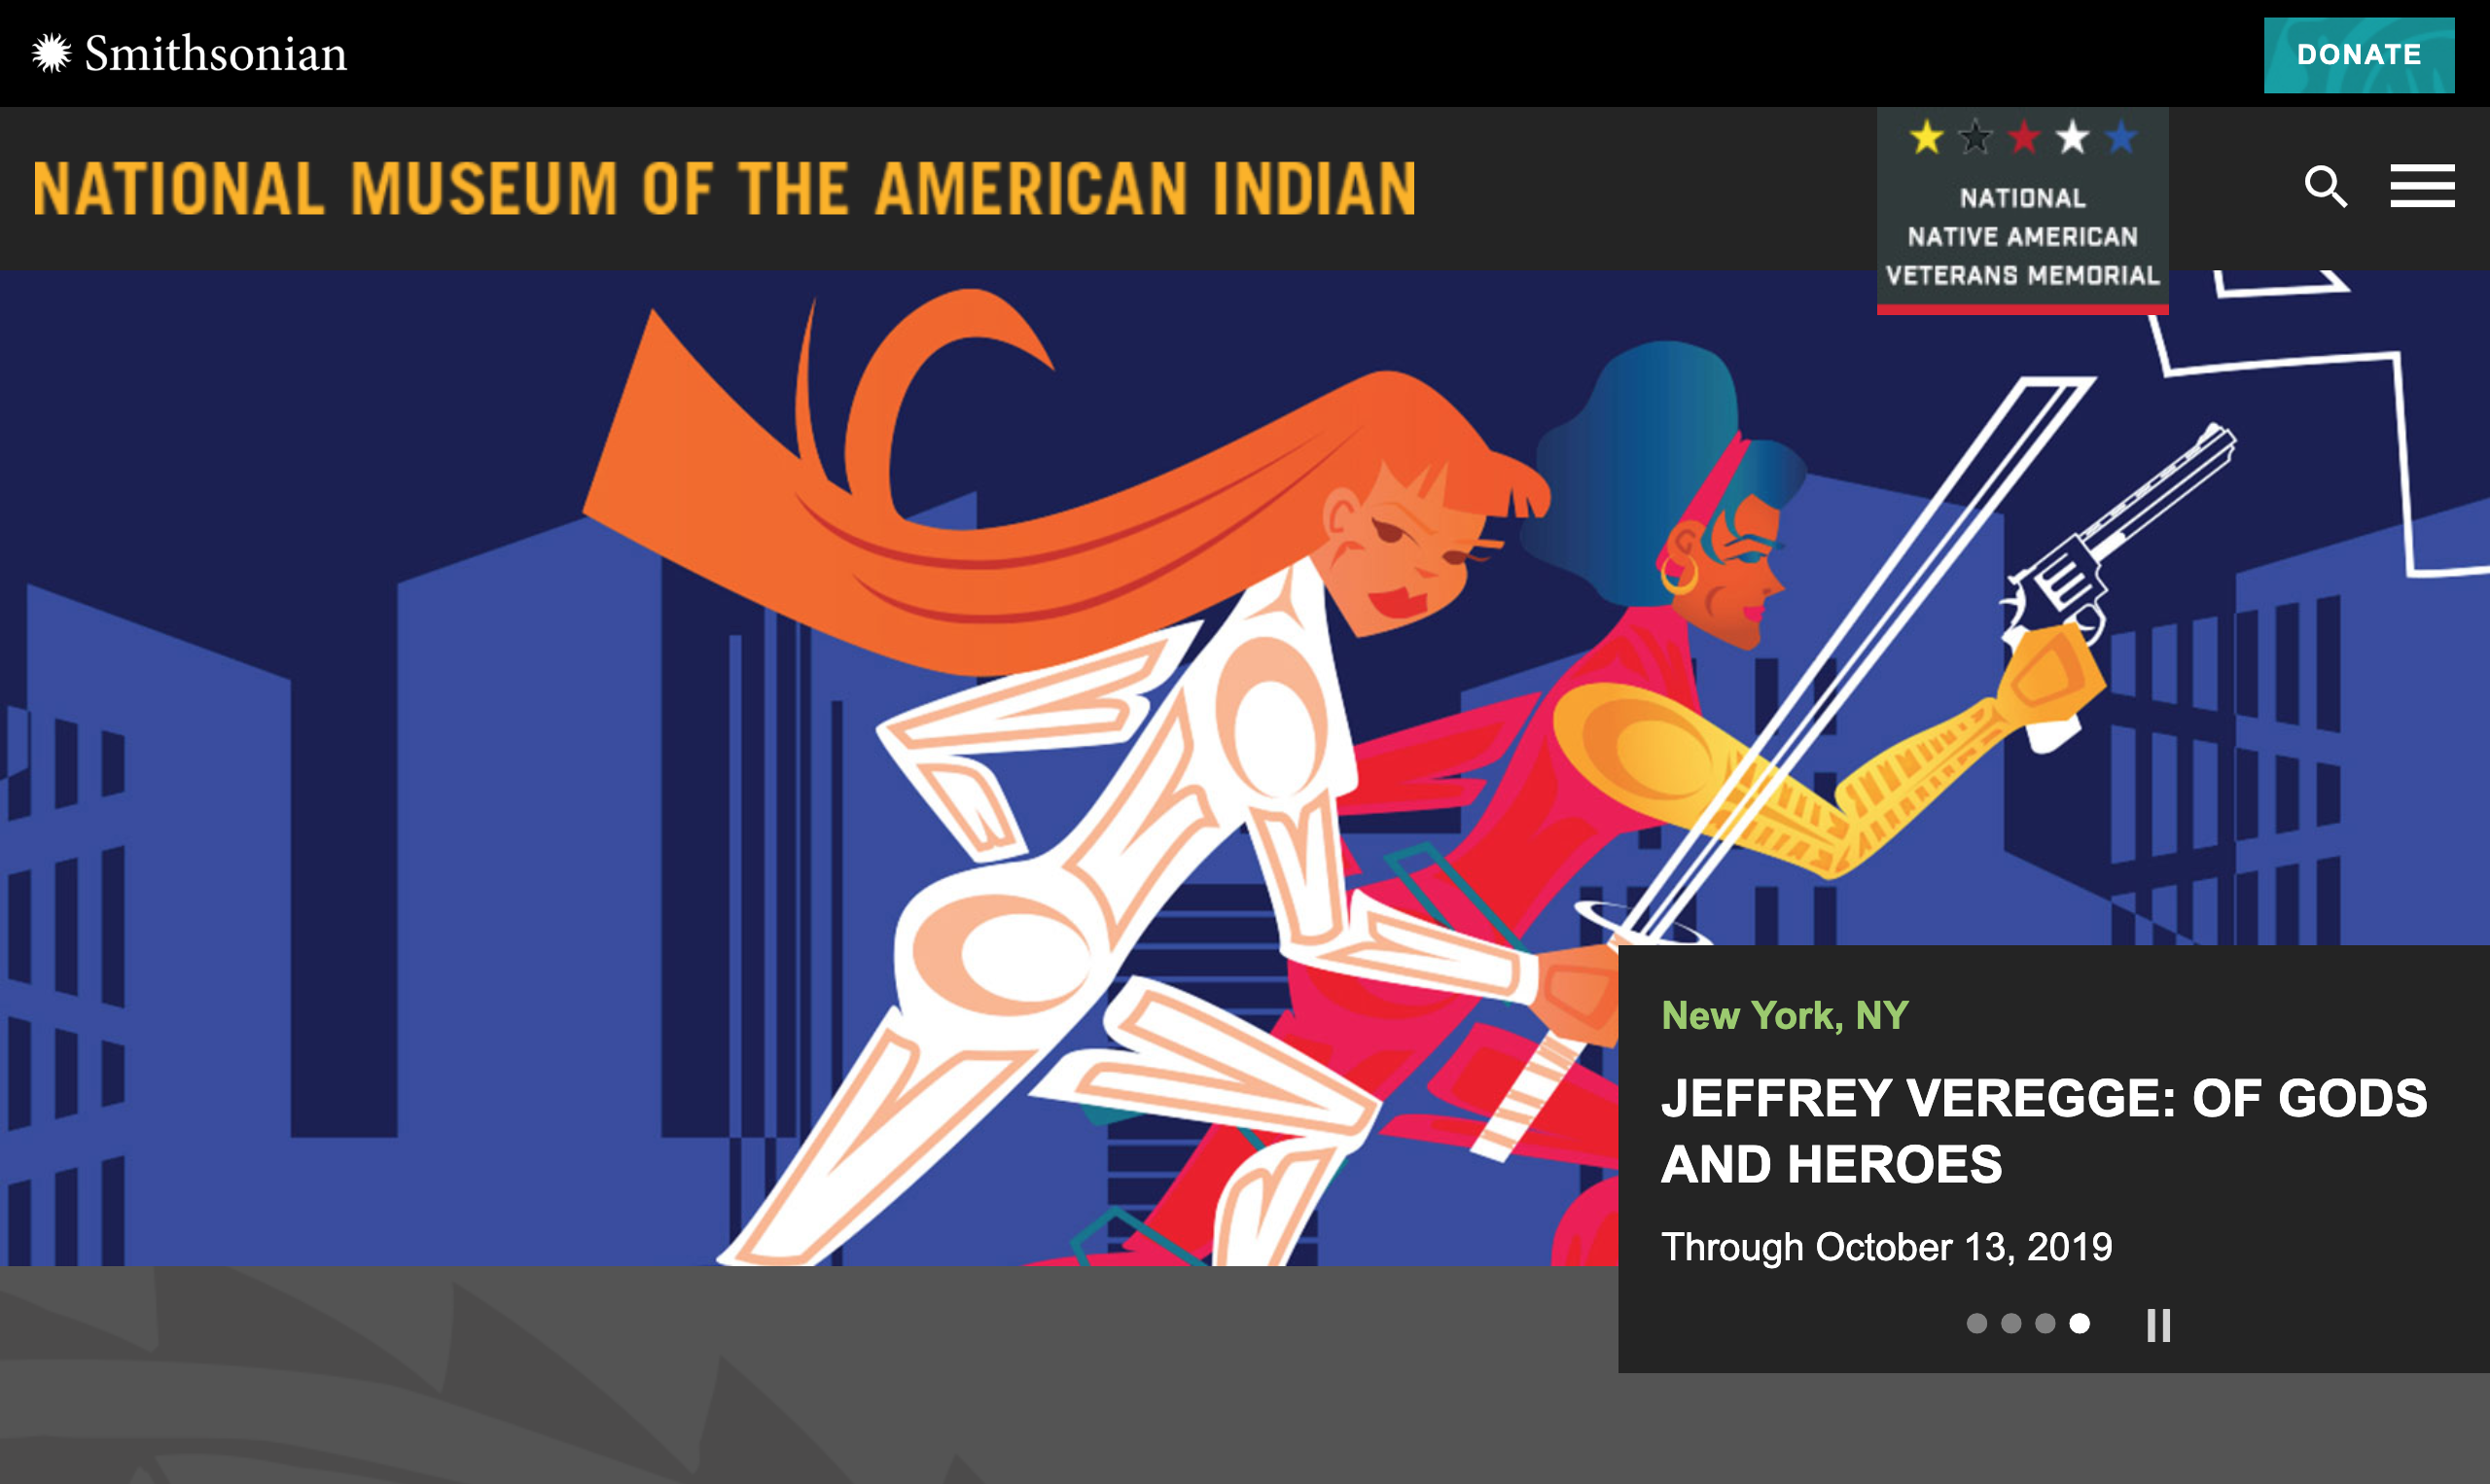 Smithsonian
DONATE
NATIONAL MUSEUM OF THE AMERICAN INDIAN
NATIONAL
NATIVE AMERICAN
VETERANS MEMORIAL
New York, NY
JEFFREY VEREGGE: OF GODS
AND HEROES
Through October 13, 2019